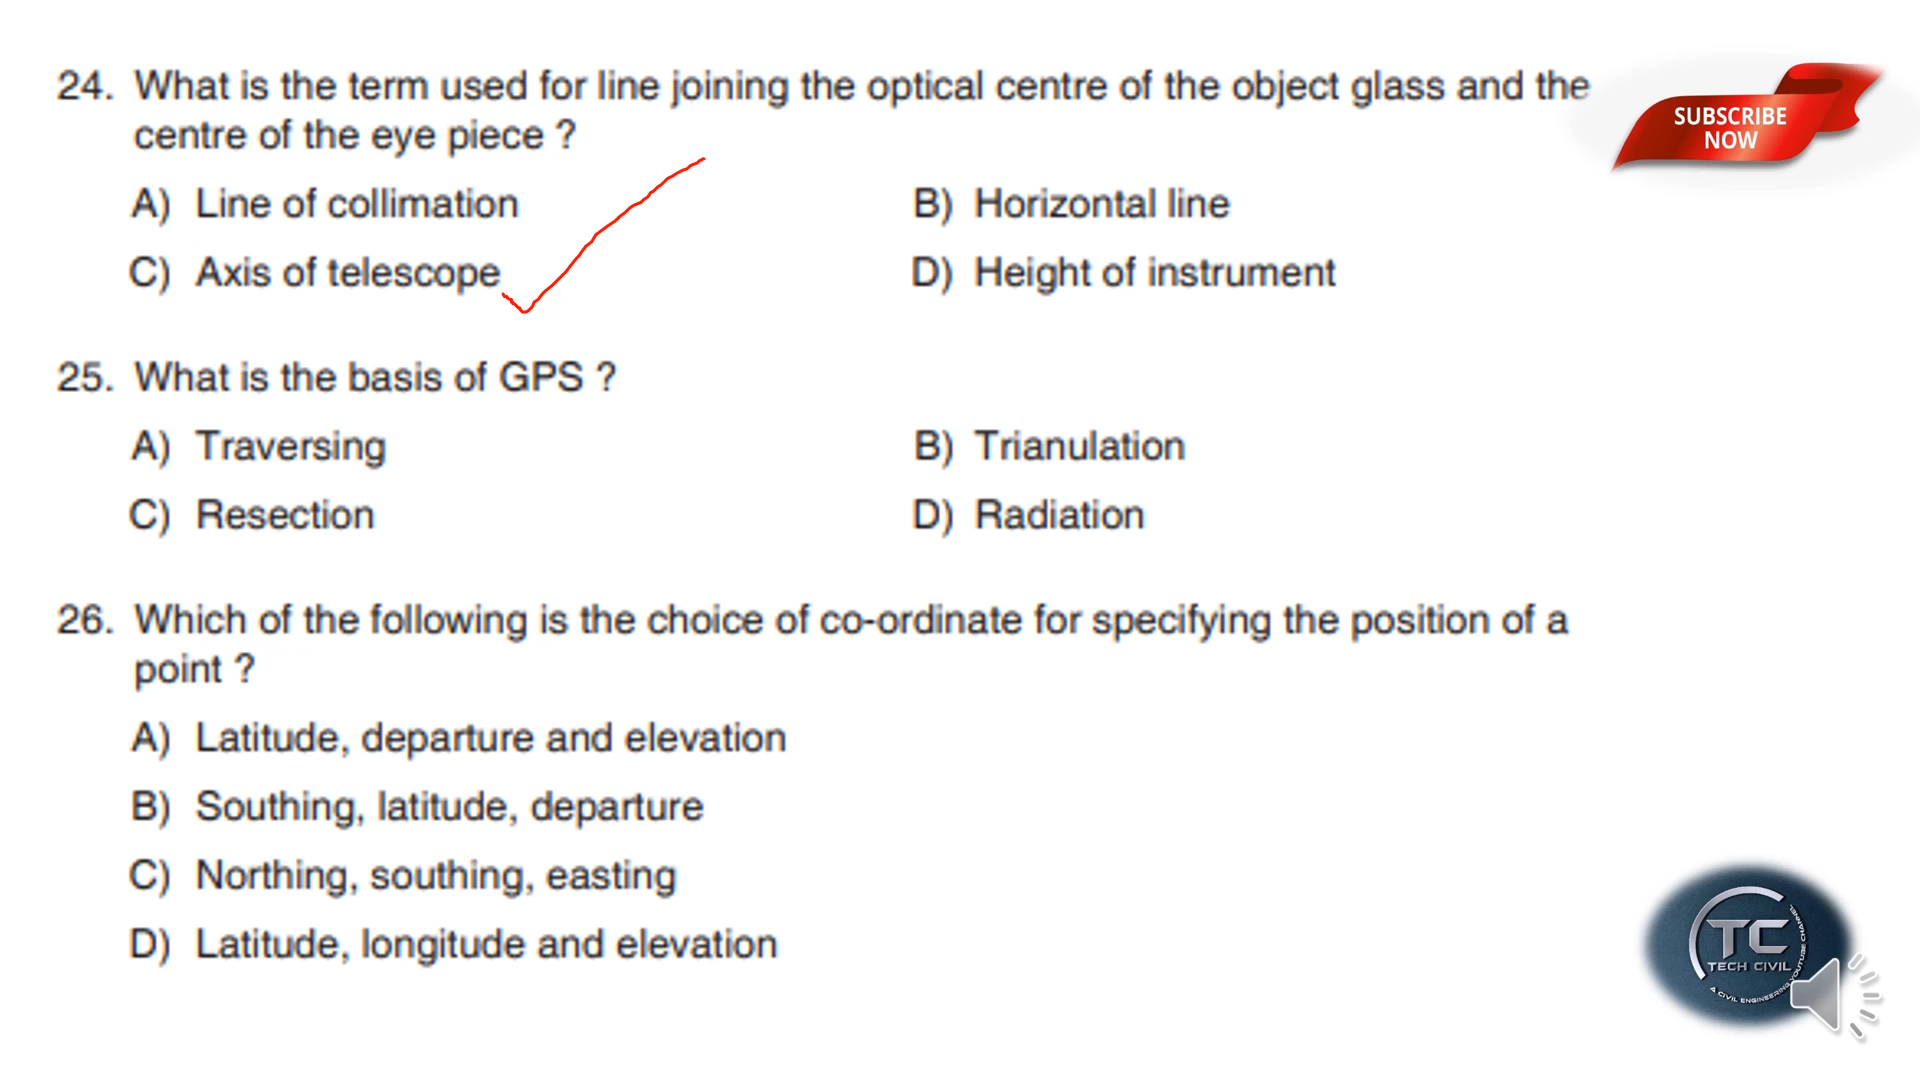 24. What is the term used for line joining the optical centre of the object glass and the
centre of the eye piece ?
A) Line of collimation B) Horizontal line
C) Axis of telescope D) Height of instrument
25. What is the basis of GPS ?
A) Traversing B) Trianulation
C) Resection D) Radiation
26. Which of the following is the choice of co-ordinate for specifying the position of a
point ?
A) Latitude, departure and elevation
B) Southing, latitude, departure
C) Northing, southing, easting
D) Latitude, longitude and elevation
SUBSCRIBE
NOW
TC
TECH CIVIL
A CIVIL ENGINEERING YOUTUBE CHANNEL